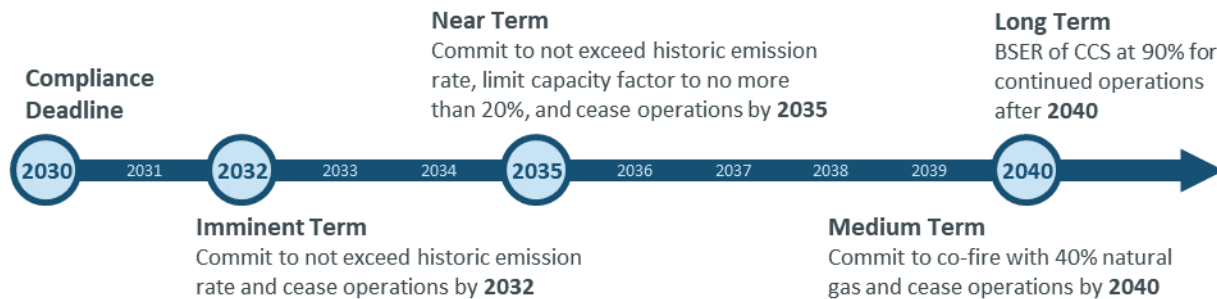 Near Term
Commit to not exceed historic emission
rate, limit capacity factor to no more
than 20%, and cease operations by 2035
Long Term
BSER of CCS at 90% for
continued operations
after 2040
Compliance
Deadline
2030 2031 2032 2033 2034 2035 2036 2037 2038 2039 2040
Imminent Term
Commit to not exceed historic emission
rate and cease operations by 2032
Medium Term
Commit to co-fire with 40% natural
gas and cease operations by 2040